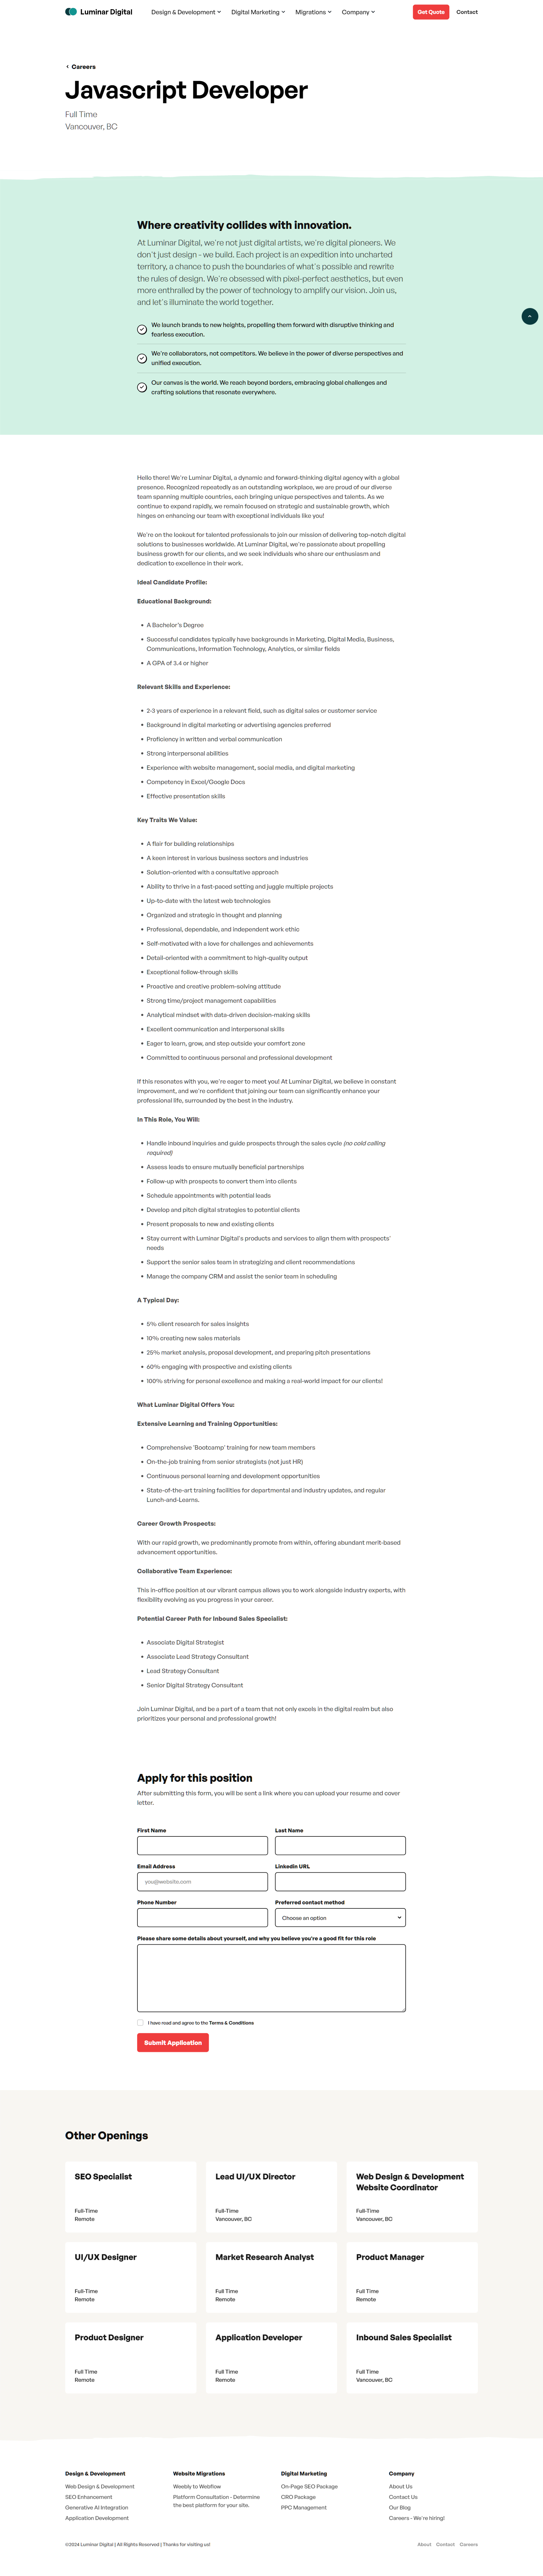 Luminar Digital
Design & Development
Digital Marketing
Migrations
Company
Get Quote
Contact
Careers
Javascript Developer
Full Time
Vancouver, BC
Where creativity collides with innovation.
At Luminar Digital, we're not just digital artists, we're digital pioneers. We
don't just design - we build. Each project is an expedition into uncharted
territory, a chance to push the boundaries of what's possible and rewrite
the rules of design. We're obsessed with pixel-perfect aesthetics, but even
more enthralled by the power of technology to amplify our vision. Join us,
and let's illuminate the world together.
We launch brands to new heights, propelling them forward with disruptive thinking and
fearless execution.
We're collaborators, not competitors. We believe in the power of diverse perspectives and
unified execution.
Our canvas is the world. We reach beyond borders, embracing global challenges and
crafting solutions that resonate everywhere.
Hello there! We're Luminar Digital, a dynamic and forward-thinking digital agency with a global
presence. Recognized repeatedly as an outstanding workplace, we are proud of our diverse
team spanning multiple countries, each bringing unique perspectives and talents. As we
continue to expand rapidly, we remain focused on strategic and sustainable growth, which
hinges on enhancing our team with exceptional individuals like you!
We're on the lookout for talented professionals to join our mission of delivering top-notch digital
solutions to businesses worldwide. At Luminar Digital, we're passionate about propelling
business growth for our clients, and we seek individuals who share our enthusiasm and
dedication to excellence in their work.
Ideal Candidate Profile:
Educational Background:
A Bachelor's Degree
Successful candidates typically have backgrounds in Marketing, Digital Media, Business,
Communications, Information Technology, Analytics, or similar fields
A GPA of 3.4 or higher
Relevant Skills and Experience:
2-3 years of experience in a relevant field, such as digital sales or customer service
Background in digital marketing or advertising agencies preferred
Proficiency in written and verbal communication
Strong interpersonal abilities
Experience with website management, social media, and digital marketing
Competency in Excel/Google Docs
Effective presentation skills
Key Traits We Value:
A flair for building relationships
A keen interest in various business sectors and industries
Solution-oriented with a consultative approach
Ability to thrive in a fast-paced setting and juggle multiple projects
Up-to-date with the latest web technologies
Organized and strategic in thought and planning
Professional, dependable, and independent work ethic
Self-motivated with a love for challenges and achievements
Detail-oriented with a commitment to high-quality output
Exceptional follow-through skills
Proactive and creative problem-solving attitude
Strong time/project management capabilities
Analytical mindset with data-driven decision-making skills
Excellent communication and interpersonal skills
Eager to learn, grow, and step outside your comfort zone
Committed to continuous personal and professional development
If this resonates with you, we're eager to meet you! At Luminar Digital, we believe in constant
improvement, and we're confident that joining our team can significantly enhance your
professional life, surrounded by the best in the industry.
In This Role, You Will:
Handle inbound inquiries and guide prospects through the sales cycle (no cold calling
required)
Assess leads to ensure mutually beneficial partnerships
Follow-up with prospects to convert them into clients
Schedule appointments with potential leads
Develop and pitch digital strategies to potential clients
Present proposals to new and existing clients
Stay current with Luminar Digital's products and services to align them with prospects'
needs
Support the senior sales team in strategizing and client recommendations
Manage the company CRM and assist the senior team in scheduling
A Typical Day:
5% client research for sales insights
10% creating new sales materials
25% market analysis, proposal development, and preparing pitch presentations
60% engaging with prospective and existing clients
100% striving for personal excellence and making a real-world impact for our clients!
What Luminar Digital Offers You:
Extensive Learning and Training Opportunities:
Comprehensive 'Bootcamp' training for new team members
On-the-job training from senior strategists (not just HR)
Continuous personal learning and development opportunities
State-of-the-art training facilities for departmental and industry updates, and regular
Lunch-and-Learns.
Career Growth Prospects:
With our rapid growth, we predominantly promote from within, offering abundant merit-based
advancement opportunities.
Collaborative Team Experience:
This in-office position at our vibrant campus allows you to work alongside industry experts, with
flexibility evolving as you progress in your career.
Potential Career Path for Inbound Sales Specialist:
Associate Digital Strategist
Associate Lead Strategy Consultant
Lead Strategy Consultant
Senior Digital Strategy Consultant
Join Luminar Digital, and be a part of a team that not only excels in the digital realm but also
prioritizes your personal and professional growth!
Apply for this position
After submitting this form, you will be sent a link where you can upload your resume and cover
letter.
First Name
Last Name
Email Address
Linkedin URL
you@website.com
Phone Number
Preferred contact method
Choose an option
Please share some details about yourself, and why you believe you're a good fit for this role
I have read and agree to the Terms & Conditions
Submit Application
Other Openings
SEO Specialist
Full-Time
Remote
Lead UI/UX Director
Full-Time
Vancouver, BC
Web Design & Development
Website Coordinator
Full-Time
Vancouver, BC
UI/UX Designer
Full-Time
Remote
Market Research Analyst
Full Time
Remote
Product Manager
Full Time
Remote
Product Designer
Full Time
Remote
Application Developer
Full Time
Remote
Inbound Sales Specialist
Full Time
Vancouver, BC
Design & Development
Web Design & Development
SEO Enhancement
Generative AI Integration
Application Development
Website Migrations
Weebly to Webflow
Platform Consultation - Determine
the best platform for your site.
Digital Marketing
On-Page SEO Package
CRO Package
PPC Management
Company
About Us
Contact Us
Our Blog
Careers - We're hiring!
©2024 Luminar Digital | All Rights Reserved | Thanks for visiting us!
About
Contact
Careers